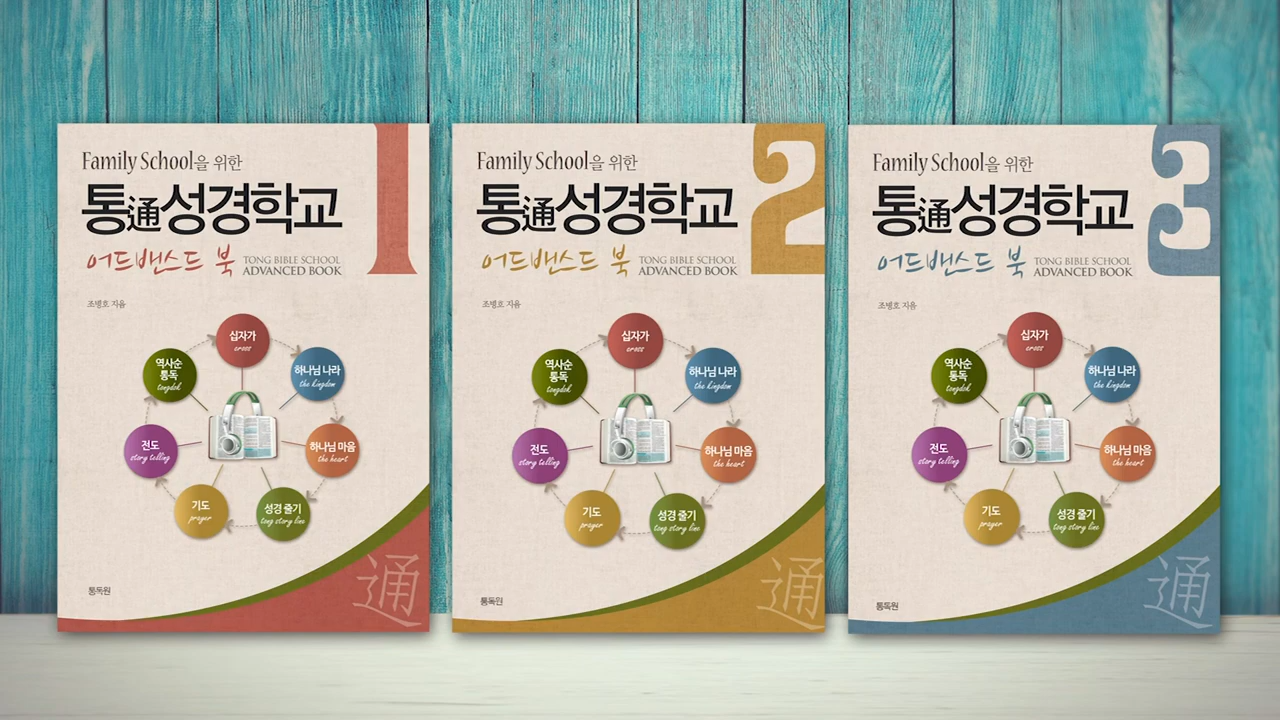 Family School을 위한
1
통通성경학교
어드밴스드 북
TONG BIBLE SCHOOL
ADVANCED BOOK
조병호 지음
십자가
cross
하나님 나라
the kingdom
하나님 마음
the heart
성경 줄기
tong story line
기도
prayer
전도
story telling
역사순
통독
tongdok
통독원
通
Family School을 위한
2
통通성경학교
어드밴스드 북
TONG BIBLE SCHOOL
ADVANCED BOOK
조병호 지음
십자가
cross
하나님 나라
the kingdom
하나님 마음
the heart
성경 줄기
tong story line
기도
prayer
전도
story telling
역사순
통독
tongdok
통독원
通
Family School을 위한
3
통通성경학교
어드밴스드 북
TONG BIBLE SCHOOL
ADVANCED BOOK
조병호 지음
십자가
cross
하나님 나라
the kingdom
하나님 마음
the heart
성경 줄기
tong story line
기도
prayer
전도
story telling
역사순
통독
tongdok
통독원
通